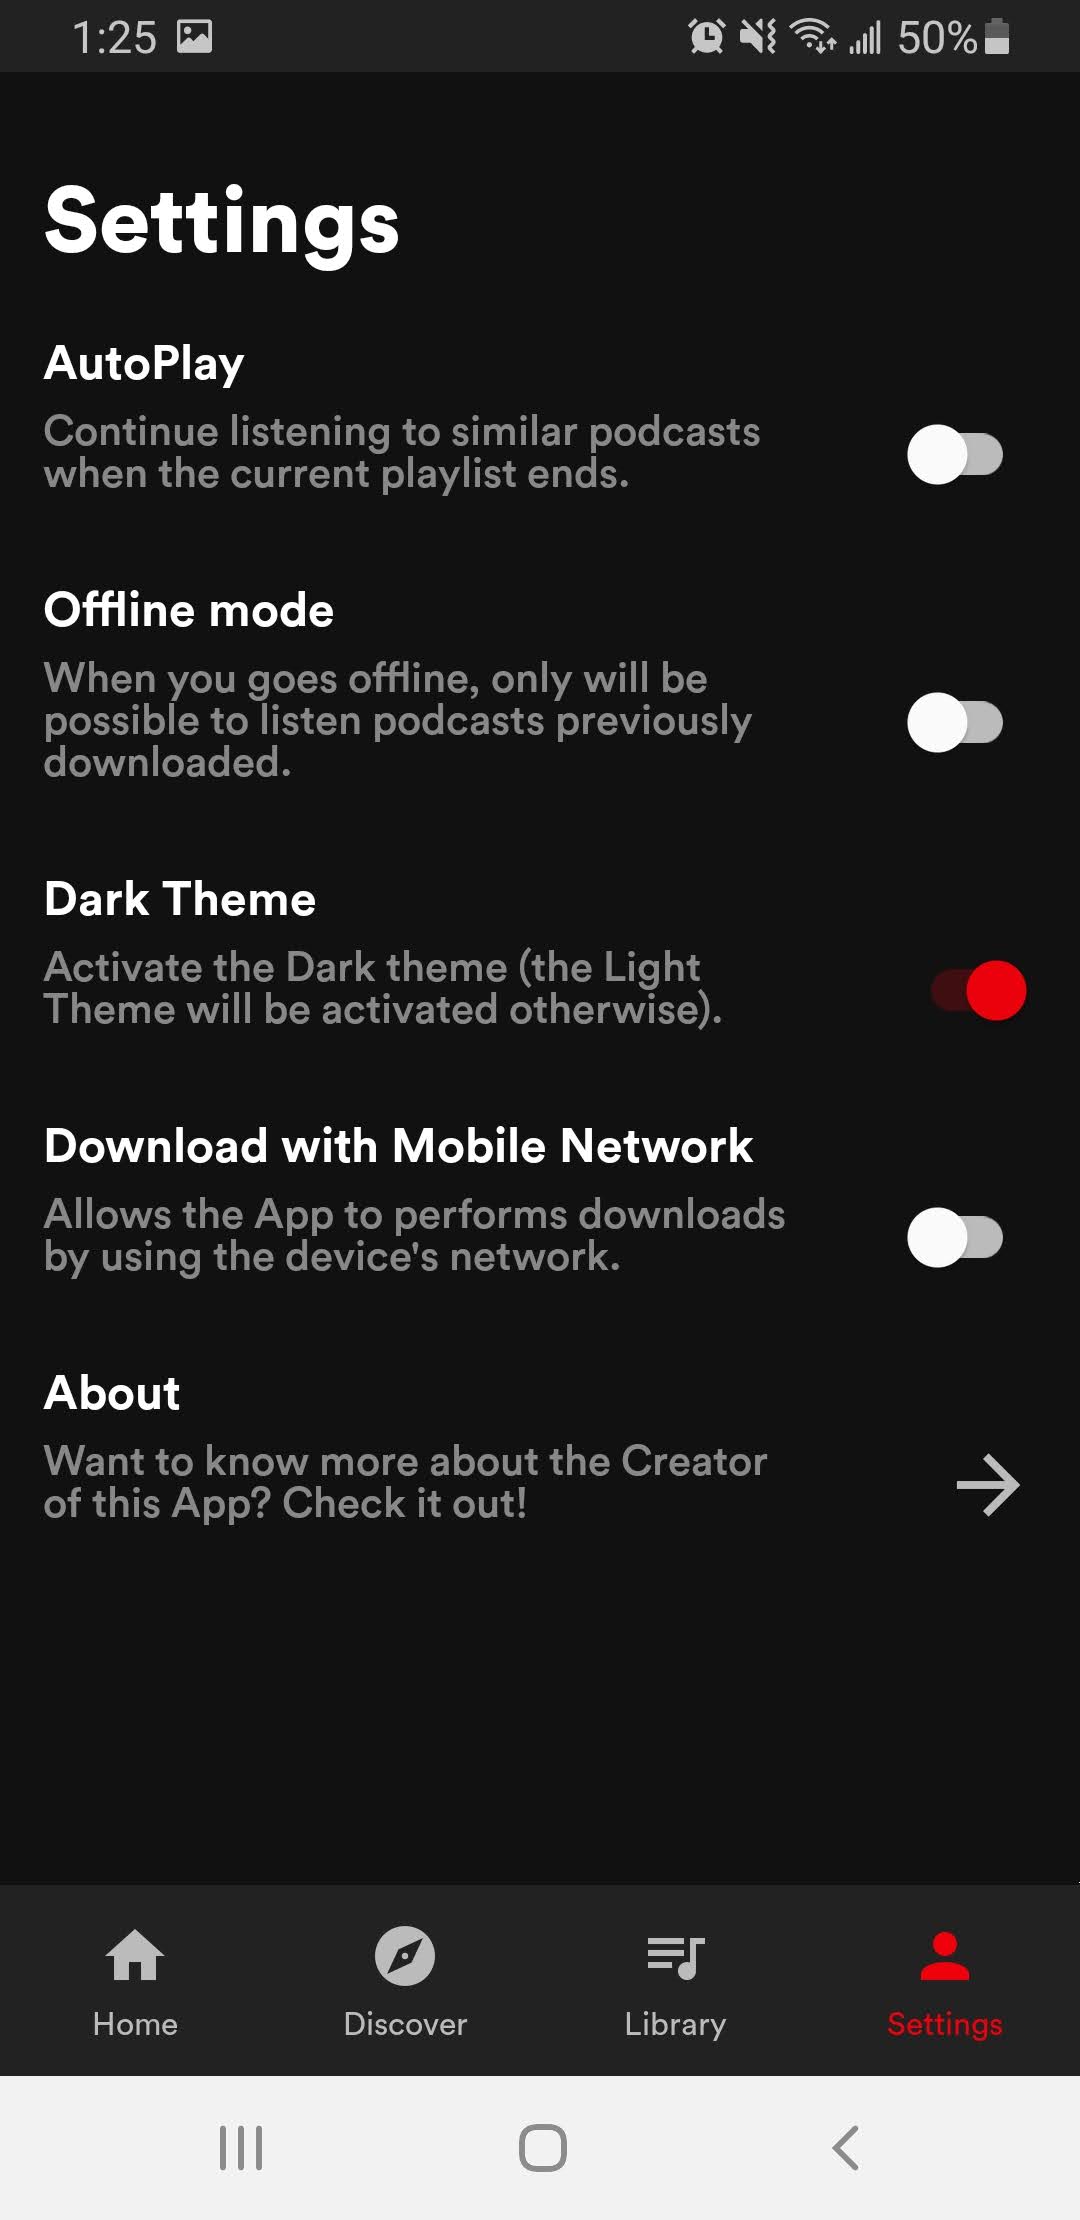 1:25
50%
Settings
AutoPlay
Continue listening to similar podcasts
when the current playlist ends.
Offline mode
When you goes offline, only will be
possible to listen podcasts previously
downloaded.
Dark Theme
Activate the Dark theme (the Light
Theme will be activated otherwise).
Download with Mobile Network
Allows the App to performs downloads
by using the device's network.
About
Want to know more about the Creator
of this App? Check it out!
Home
Discover
Library
Settings